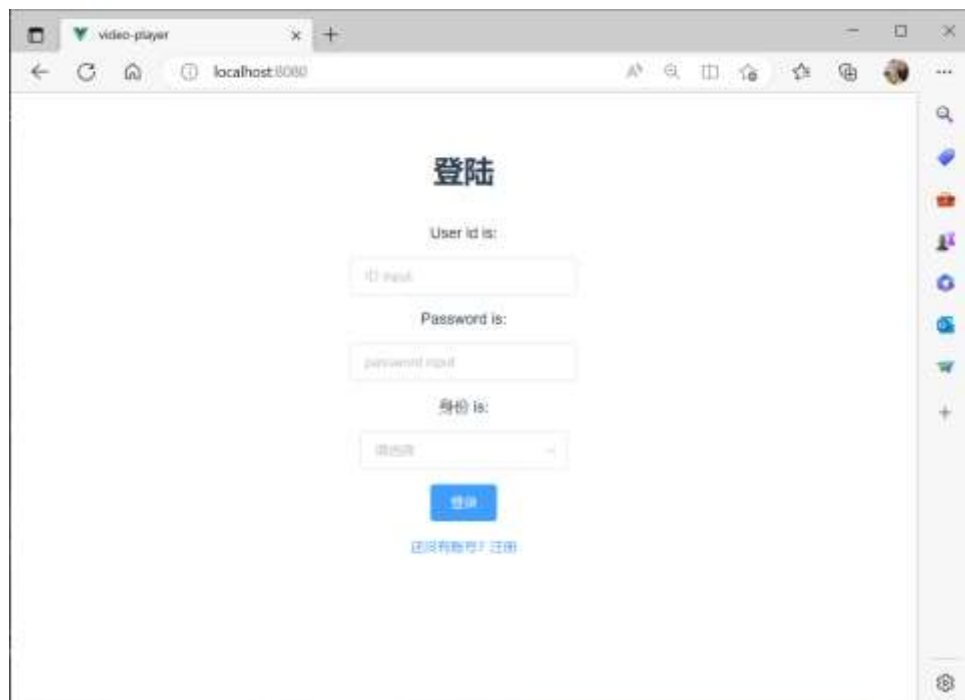 video-player
localhost:8080
登陆
User id is:
ID input
Password is:
password input
身份 is:
请选择
登录
还没有账号？注册